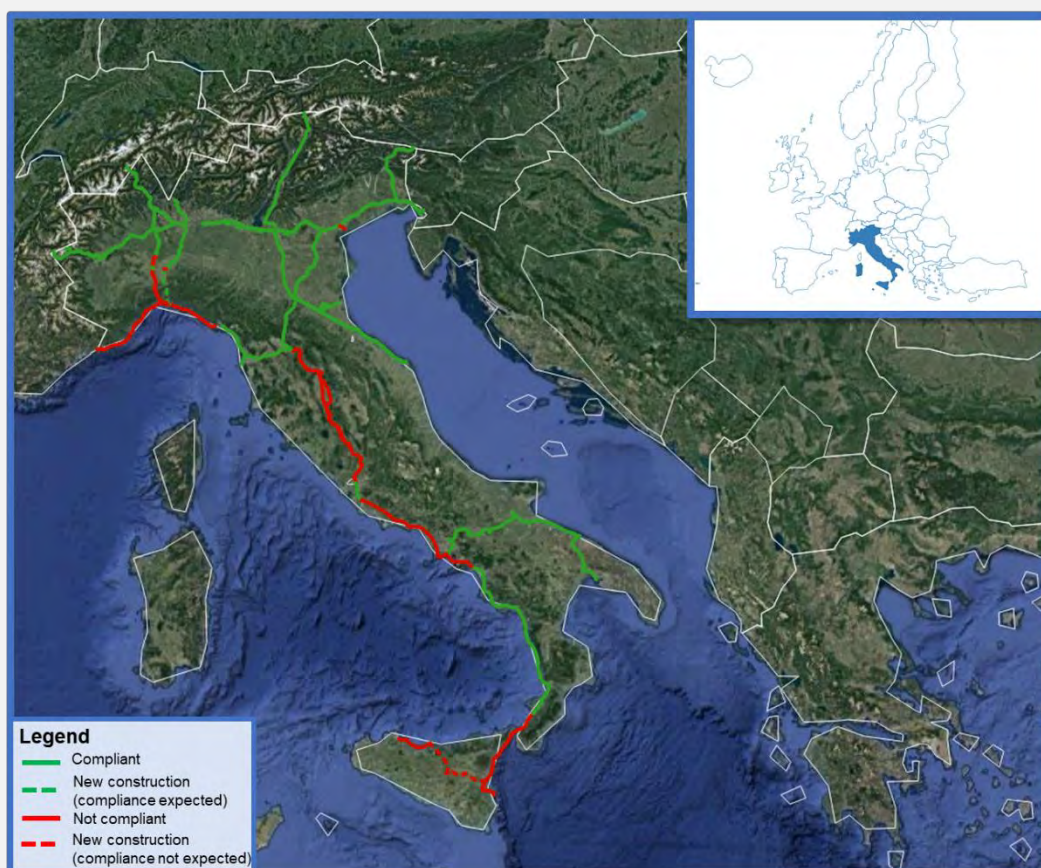 Legend
Compliant
New construction
(compliance expected)
Not compliant
New construction
(compliance not expected)